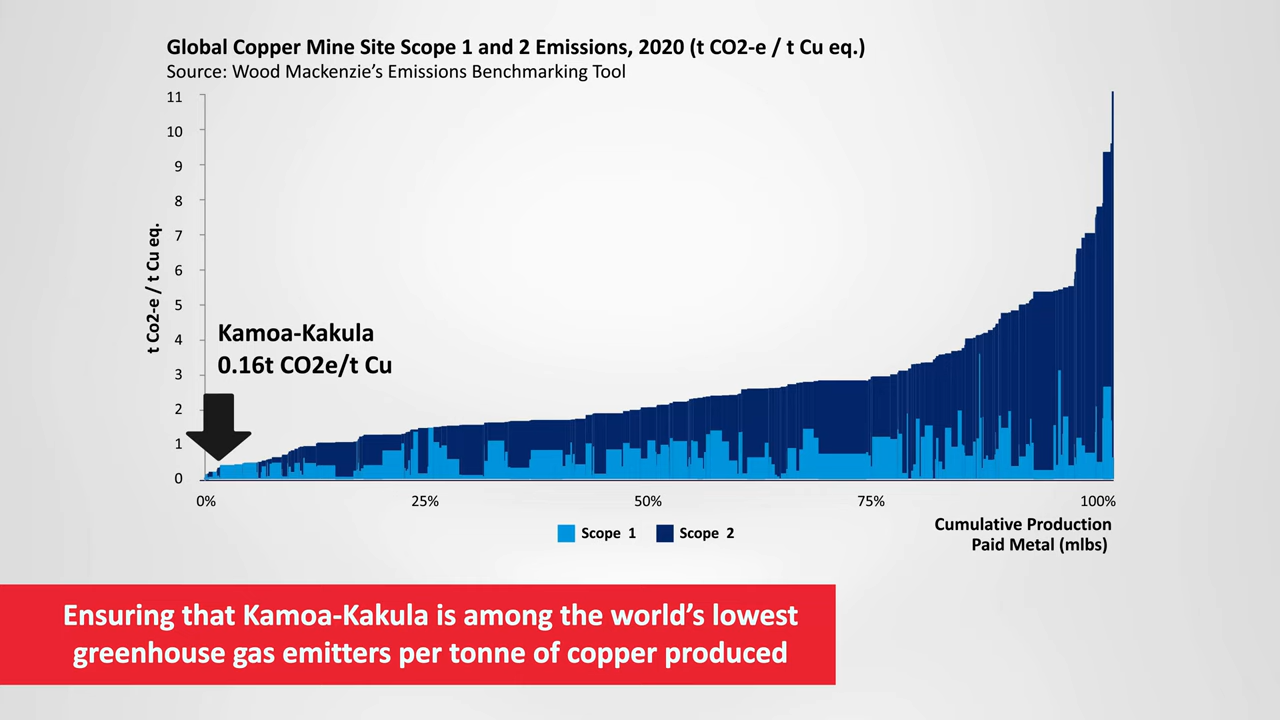 Global Copper Mine Site Scope 1 and 2 Emissions, 2020 (t CO2-e / t Cu eq.)
Source: Wood Mackenzie’s Emissions Benchmarking Tool
11
10
9
8
7
6
5
4
3
2
1
0
t Co2-e / t Cu eq.
Kamoa-Kakula
0.16t CO2e/t Cu
0%
25%
50%
75%
100%
Cumulative Production
Paid Metal (mlbs)
Scope 1
Scope 2
Ensuring that Kamoa-Kakula is among the world’s lowest
greenhouse gas emitters per tonne of copper produced